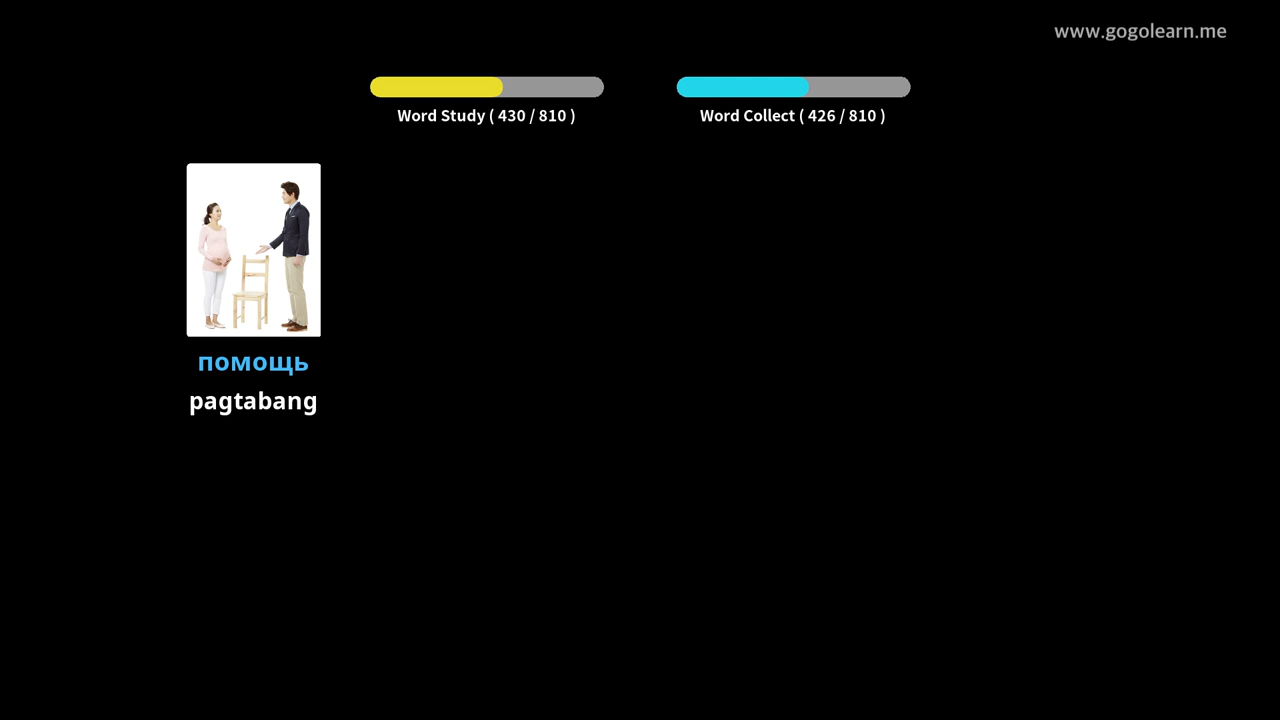 www.gogolearn.me
Word Study ( 430 / 810 )
Word Collect ( 426 / 810 )
помощь
pagtabang